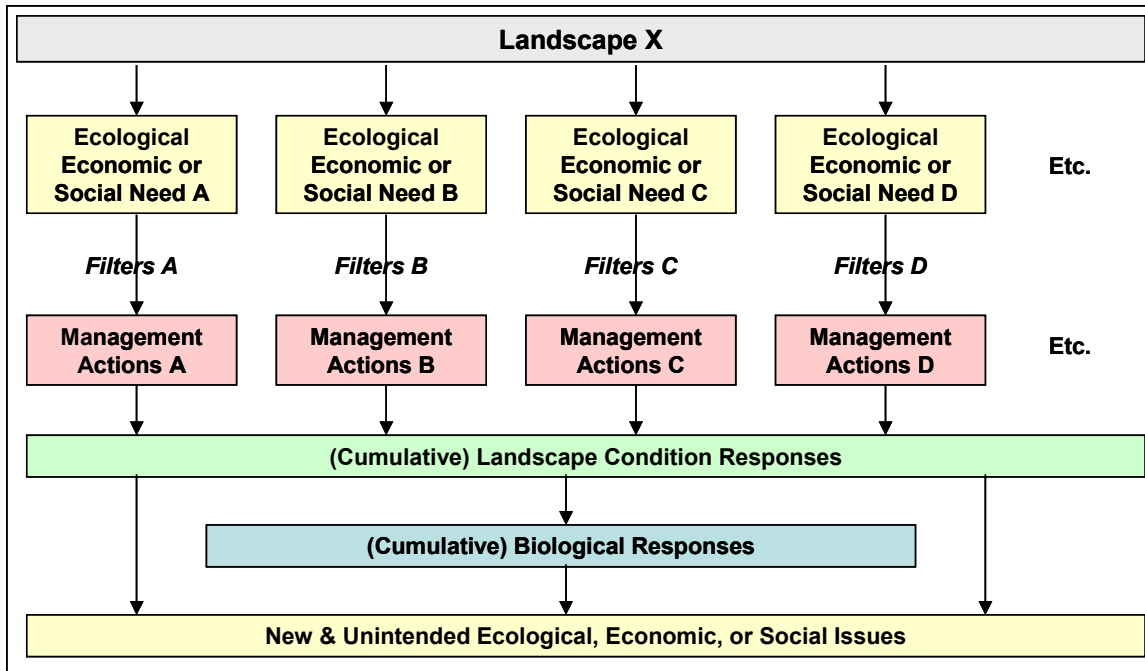 Landscape X
Ecological
Economic or
Social Need A
Ecological
Economic or
Social Need B
Ecological
Economic or
Social Need C
Ecological
Economic or
Social Need D
Etc.
Filters A
Filters B
Filters C
Filters D
Management
Actions A
Management
Actions B
Management
Actions C
Management
Actions D
Etc.
(Cumulative) Landscape Condition Responses
(Cumulative) Biological Responses
New & Unintended Ecological, Economic, or Social Issues